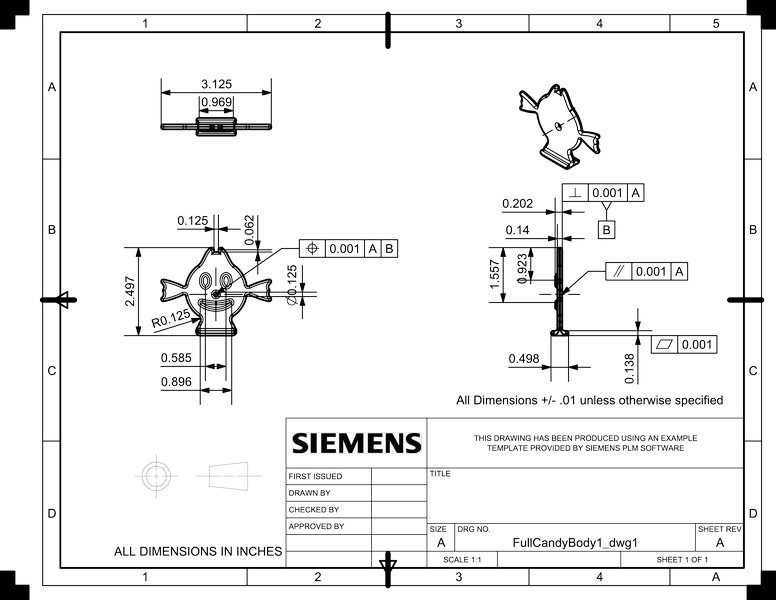 1 2 3 4 5
A A
3.125
0.969
B B
⊥ 0.001 A
B
0.202
0.14
0.125
0.062
⌖ 0.001 A B
2.497
⌀0.125
R0.125
0.585
0.896
1.557
0.923
// 0.001 A
⏥ 0.001
0.498
0.138
C C
All Dimensions +/- .01 unless otherwise specified
SIEMENS
THIS DRAWING HAS BEEN PRODUCED USING AN EXAMPLE
TEMPLATE PROVIDED BY SIEMENS PLM SOFTWARE
FIRST ISSUED
DRAWN BY
CHECKED BY
APPROVED BY
TITLE
D D
SIZE DRG NO. SHEET REV
A FullCandyBody1_dwg1 A
ALL DIMENSIONS IN INCHES
SCALE 1:1 SHEET 1 OF 1
1 2 3 4 A